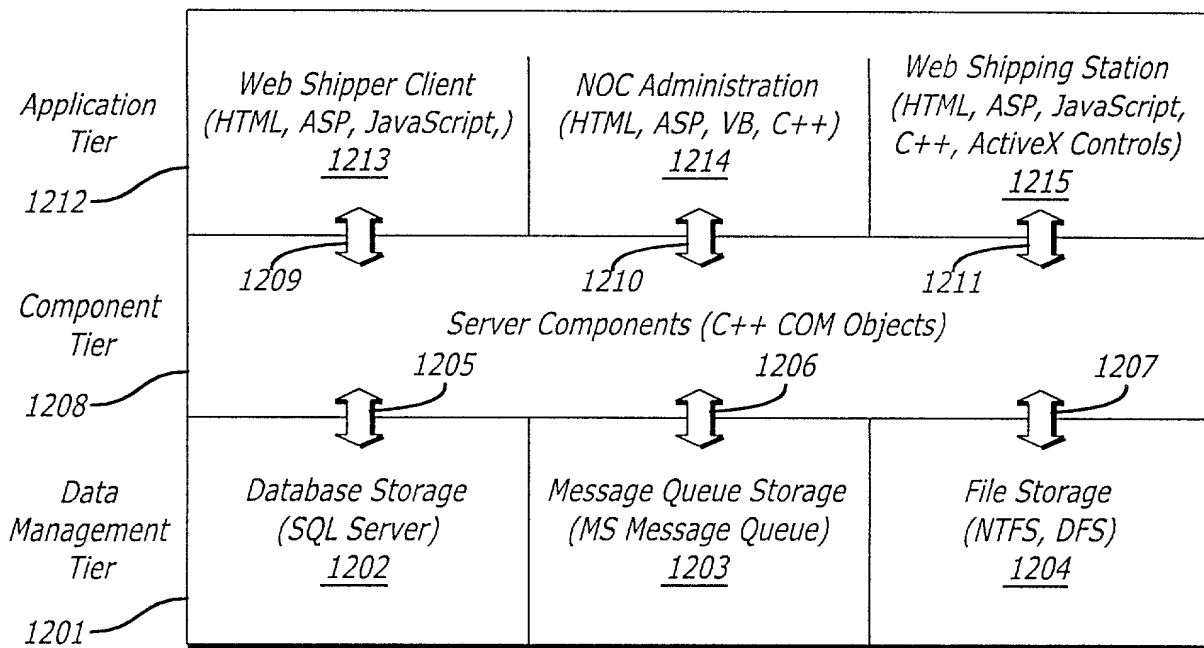 Application
Tier
1212
Web Shipper Client
(HTML, ASP, JavaScript,)
1213
NOC Administration
(HTML, ASP, VB, C++)
1214
Web Shipping Station
(HTML, ASP, JavaScript,
C++, ActiveX Controls)
1215
1209
1210
1211
Component
Tier
1208
Server Components (C++ COM Objects)
1205
1206
1207
Data
Management
Tier
1201
Database Storage
(SQL Server)
1202
Message Queue Storage
(MS Message Queue)
1203
File Storage
(NTFS, DFS)
1204